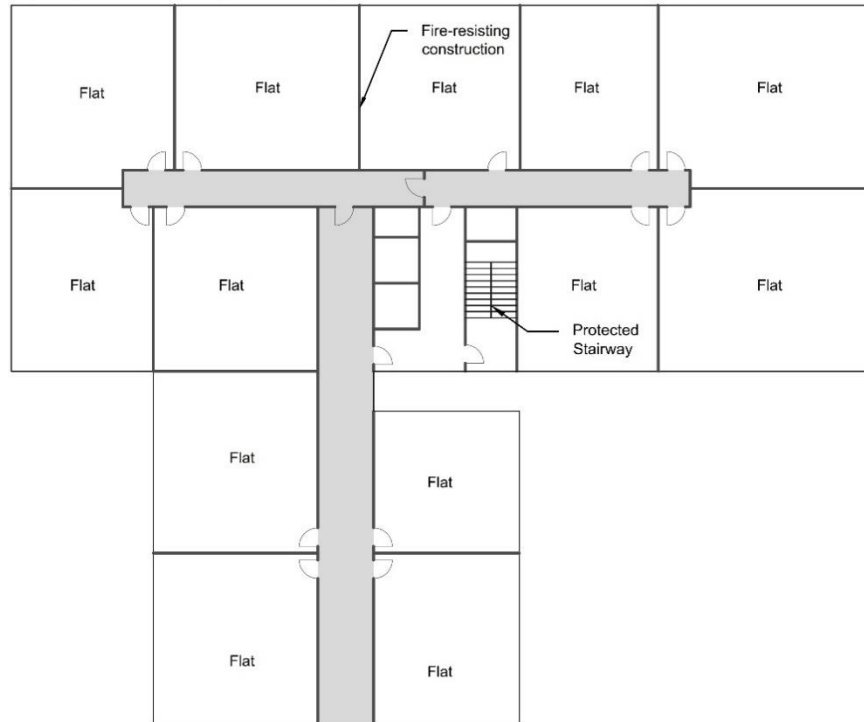 Fire-resisting
construction
Flat
Flat
Flat
Flat
Flat
Flat
Flat
Flat
Flat
Protected
Stairway
Flat
Flat
Flat
Flat